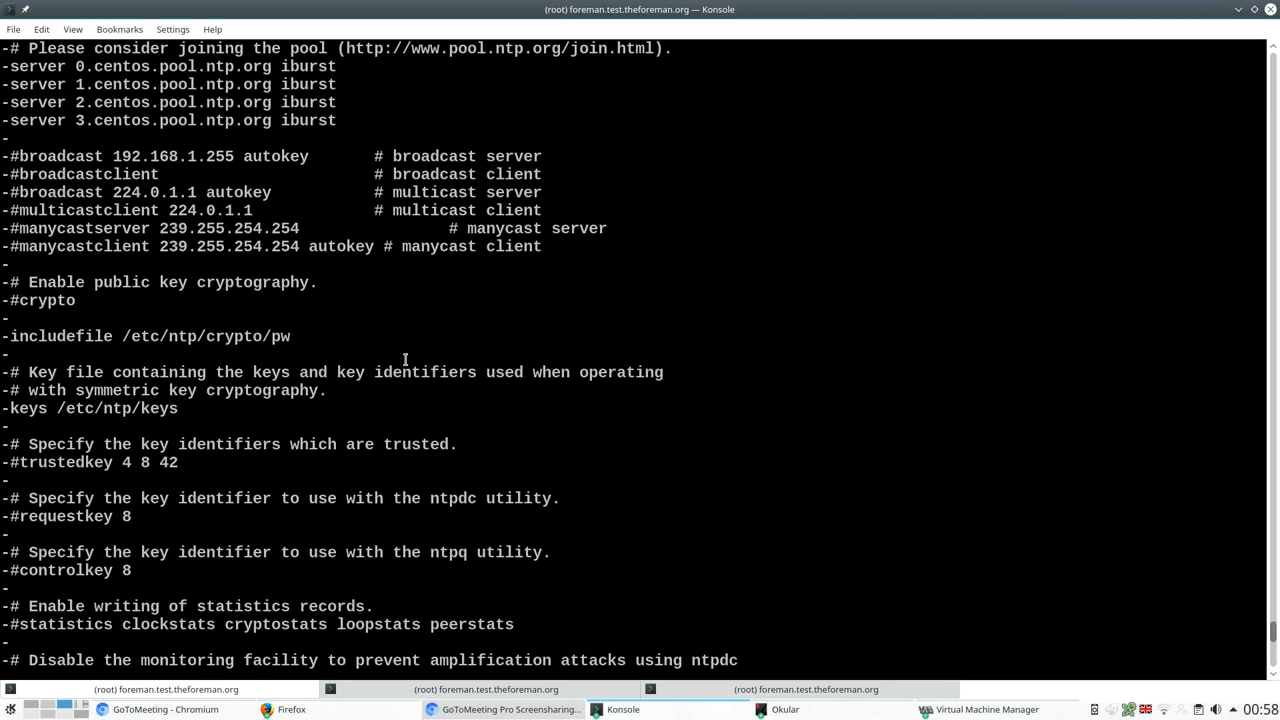 (root) foreman.test.theforeman.org — Konsole
File Edit View Bookmarks Settings Help
-# Please consider joining the pool (http://www.pool.ntp.org/join.html).
-server 0.centos.pool.ntp.org iburst
-server 1.centos.pool.ntp.org iburst
-server 2.centos.pool.ntp.org iburst
-server 3.centos.pool.ntp.org iburst
-
-#broadcast 192.168.1.255 autokey # broadcast server
-#broadcastclient # broadcast client
-#broadcast 224.0.1.1 autokey # multicast server
-#multicastclient 224.0.1.1 # multicast client
-#manycastserver 239.255.254.254 # manycast server
-#manycastclient 239.255.254.254 autokey # manycast client
-
-# Enable public key cryptography.
-#crypto
-
-includefile /etc/ntp/crypto/pw
-
-# Key file containing the keys and key identifiers used when operating
-# with symmetric key cryptography.
-keys /etc/ntp/keys
-
-# Specify the key identifiers which are trusted.
-#trustedkey 4 8 42
-
-# Specify the key identifier to use with the ntpdc utility.
-#requestkey 8
-
-# Specify the key identifier to use with the ntpq utility.
-#controlkey 8
-
-# Enable writing of statistics records.
-#statistics clockstats cryptostats loopstats peerstats
-
-# Disable the monitoring facility to prevent amplification attacks using ntpdc
(root) foreman.test.theforeman.org (root) foreman.test.theforeman.org (root) foreman.test.theforeman.org
GoToMeeting - Chromium Firefox GoToMeeting Pro Screensharing... Konsole Okular Virtual Machine Manager 00:58